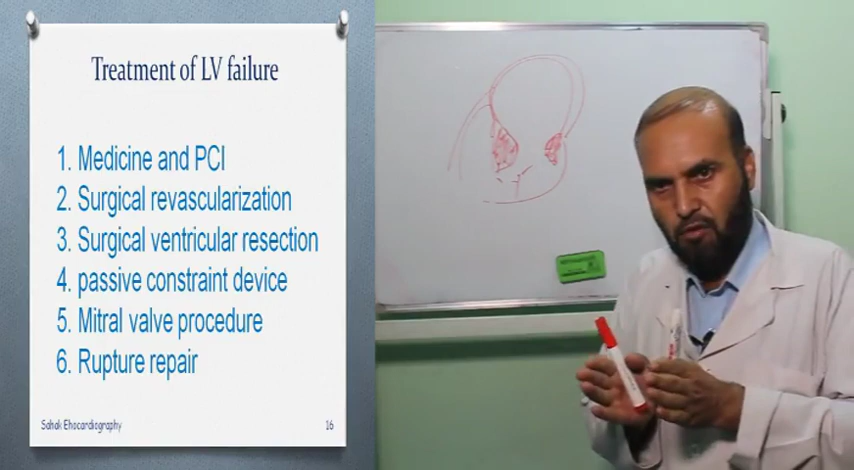 Treatment of LV failure
1. Medicine and PCI
2. Surgical revascularization
3. Surgical ventricular resection
4. passive constraint device
5. Mitral valve procedure
6. Rupture repair
Sahak Ehocardiography
16